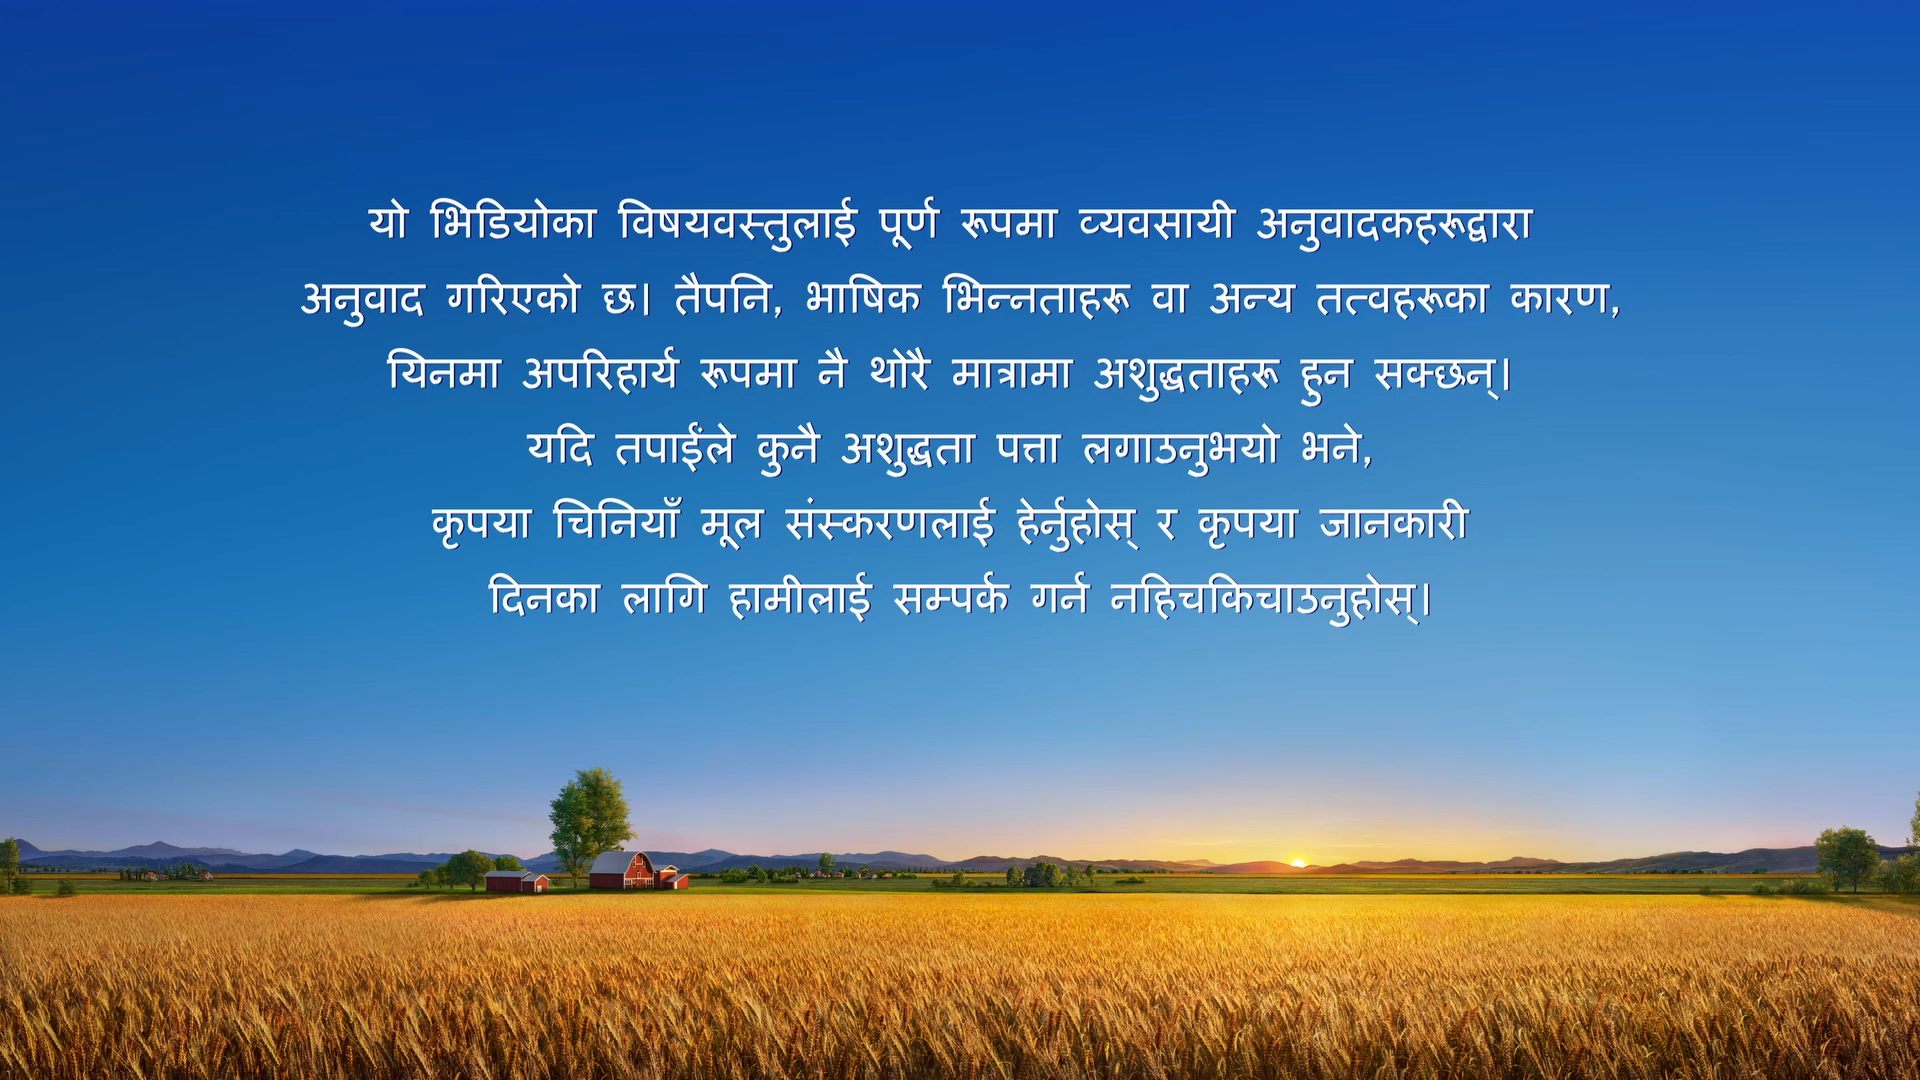 यो भिडियोका विषयवस्तुलाई पूर्ण रूपमा व्यवसायी अनुवादकहरूद्वारा
अनुवाद गरिएको छ। तैपनि, भाषिक भिन्नताहरू वा अन्य तत्वहरूका कारण,
यिनमा अपरिहार्य रूपमा नै थोरै मात्रामा अशुद्धताहरू हुन सक्छन्।
यदि तपाईंले कुनै अशुद्धता पत्ता लगाउनुभयो भने,
कृपया चिनियाँ मूल संस्करणलाई हेर्नुहोस् र कृपया जानकारी
दिनका लागि हामीलाई सम्पर्क गर्न नहिचकिचाउनुहोस्।